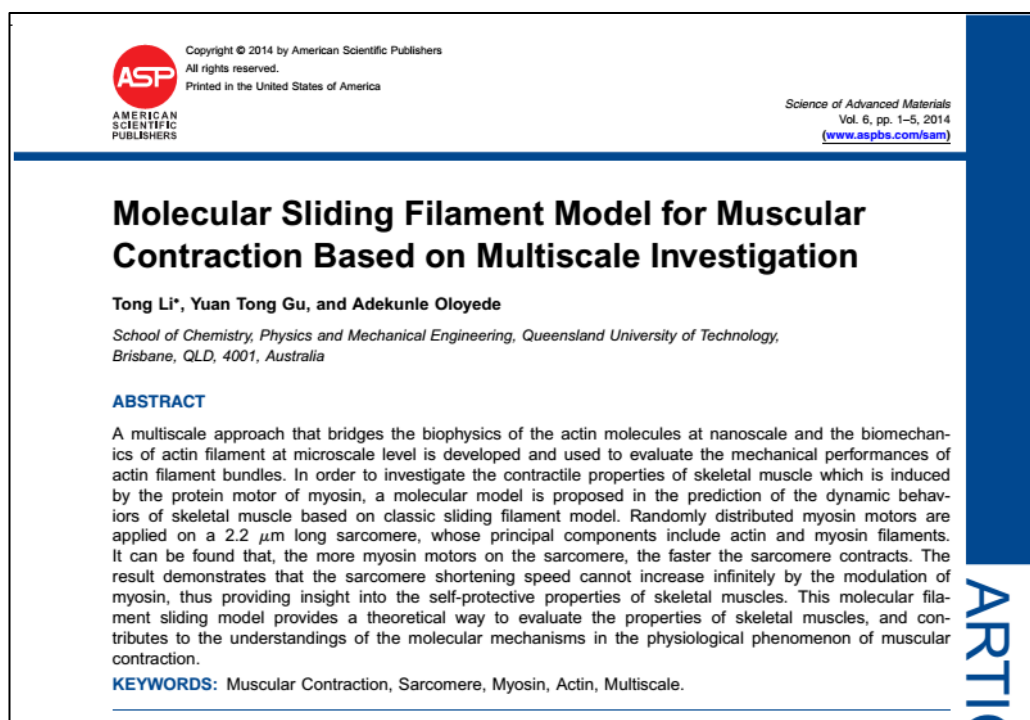 ASP
AMERICAN
SCIENTIFIC
PUBLISHERS
Copyright © 2014 by American Scientific Publishers
All rights reserved.
Printed in the United States of America
Science of Advanced Materials
Vol. 6, pp. 1–5, 2014
(www.aspbs.com/sam)
Molecular Sliding Filament Model for Muscular
Contraction Based on Multiscale Investigation
Tong Li*, Yuan Tong Gu, and Adekunle Oloyede
School of Chemistry, Physics and Mechanical Engineering, Queensland University of Technology,
Brisbane, QLD, 4001, Australia
ABSTRACT
A multiscale approach that bridges the biophysics of the actin molecules at nanoscale and the biomechan-
ics of actin filament at microscale level is developed and used to evaluate the mechanical performances of
actin filament bundles. In order to investigate the contractile properties of skeletal muscle which is induced
by the protein motor of myosin, a molecular model is proposed in the prediction of the dynamic behav-
iors of skeletal muscle based on classic sliding filament model. Randomly distributed myosin motors are
applied on a 2.2 μm long sarcomere, whose principal components include actin and myosin filaments.
It can be found that, the more myosin motors on the sarcomere, the faster the sarcomere contracts. The
result demonstrates that the sarcomere shortening speed cannot increase infinitely by the modulation of
myosin, thus providing insight into the self-protective properties of skeletal muscles. This molecular fila-
ment sliding model provides a theoretical way to evaluate the properties of skeletal muscles, and con-
tributes to the understandings of the molecular mechanisms in the physiological phenomenon of muscular
contraction.
KEYWORDS: Muscular Contraction, Sarcomere, Myosin, Actin, Multiscale.
ARTI